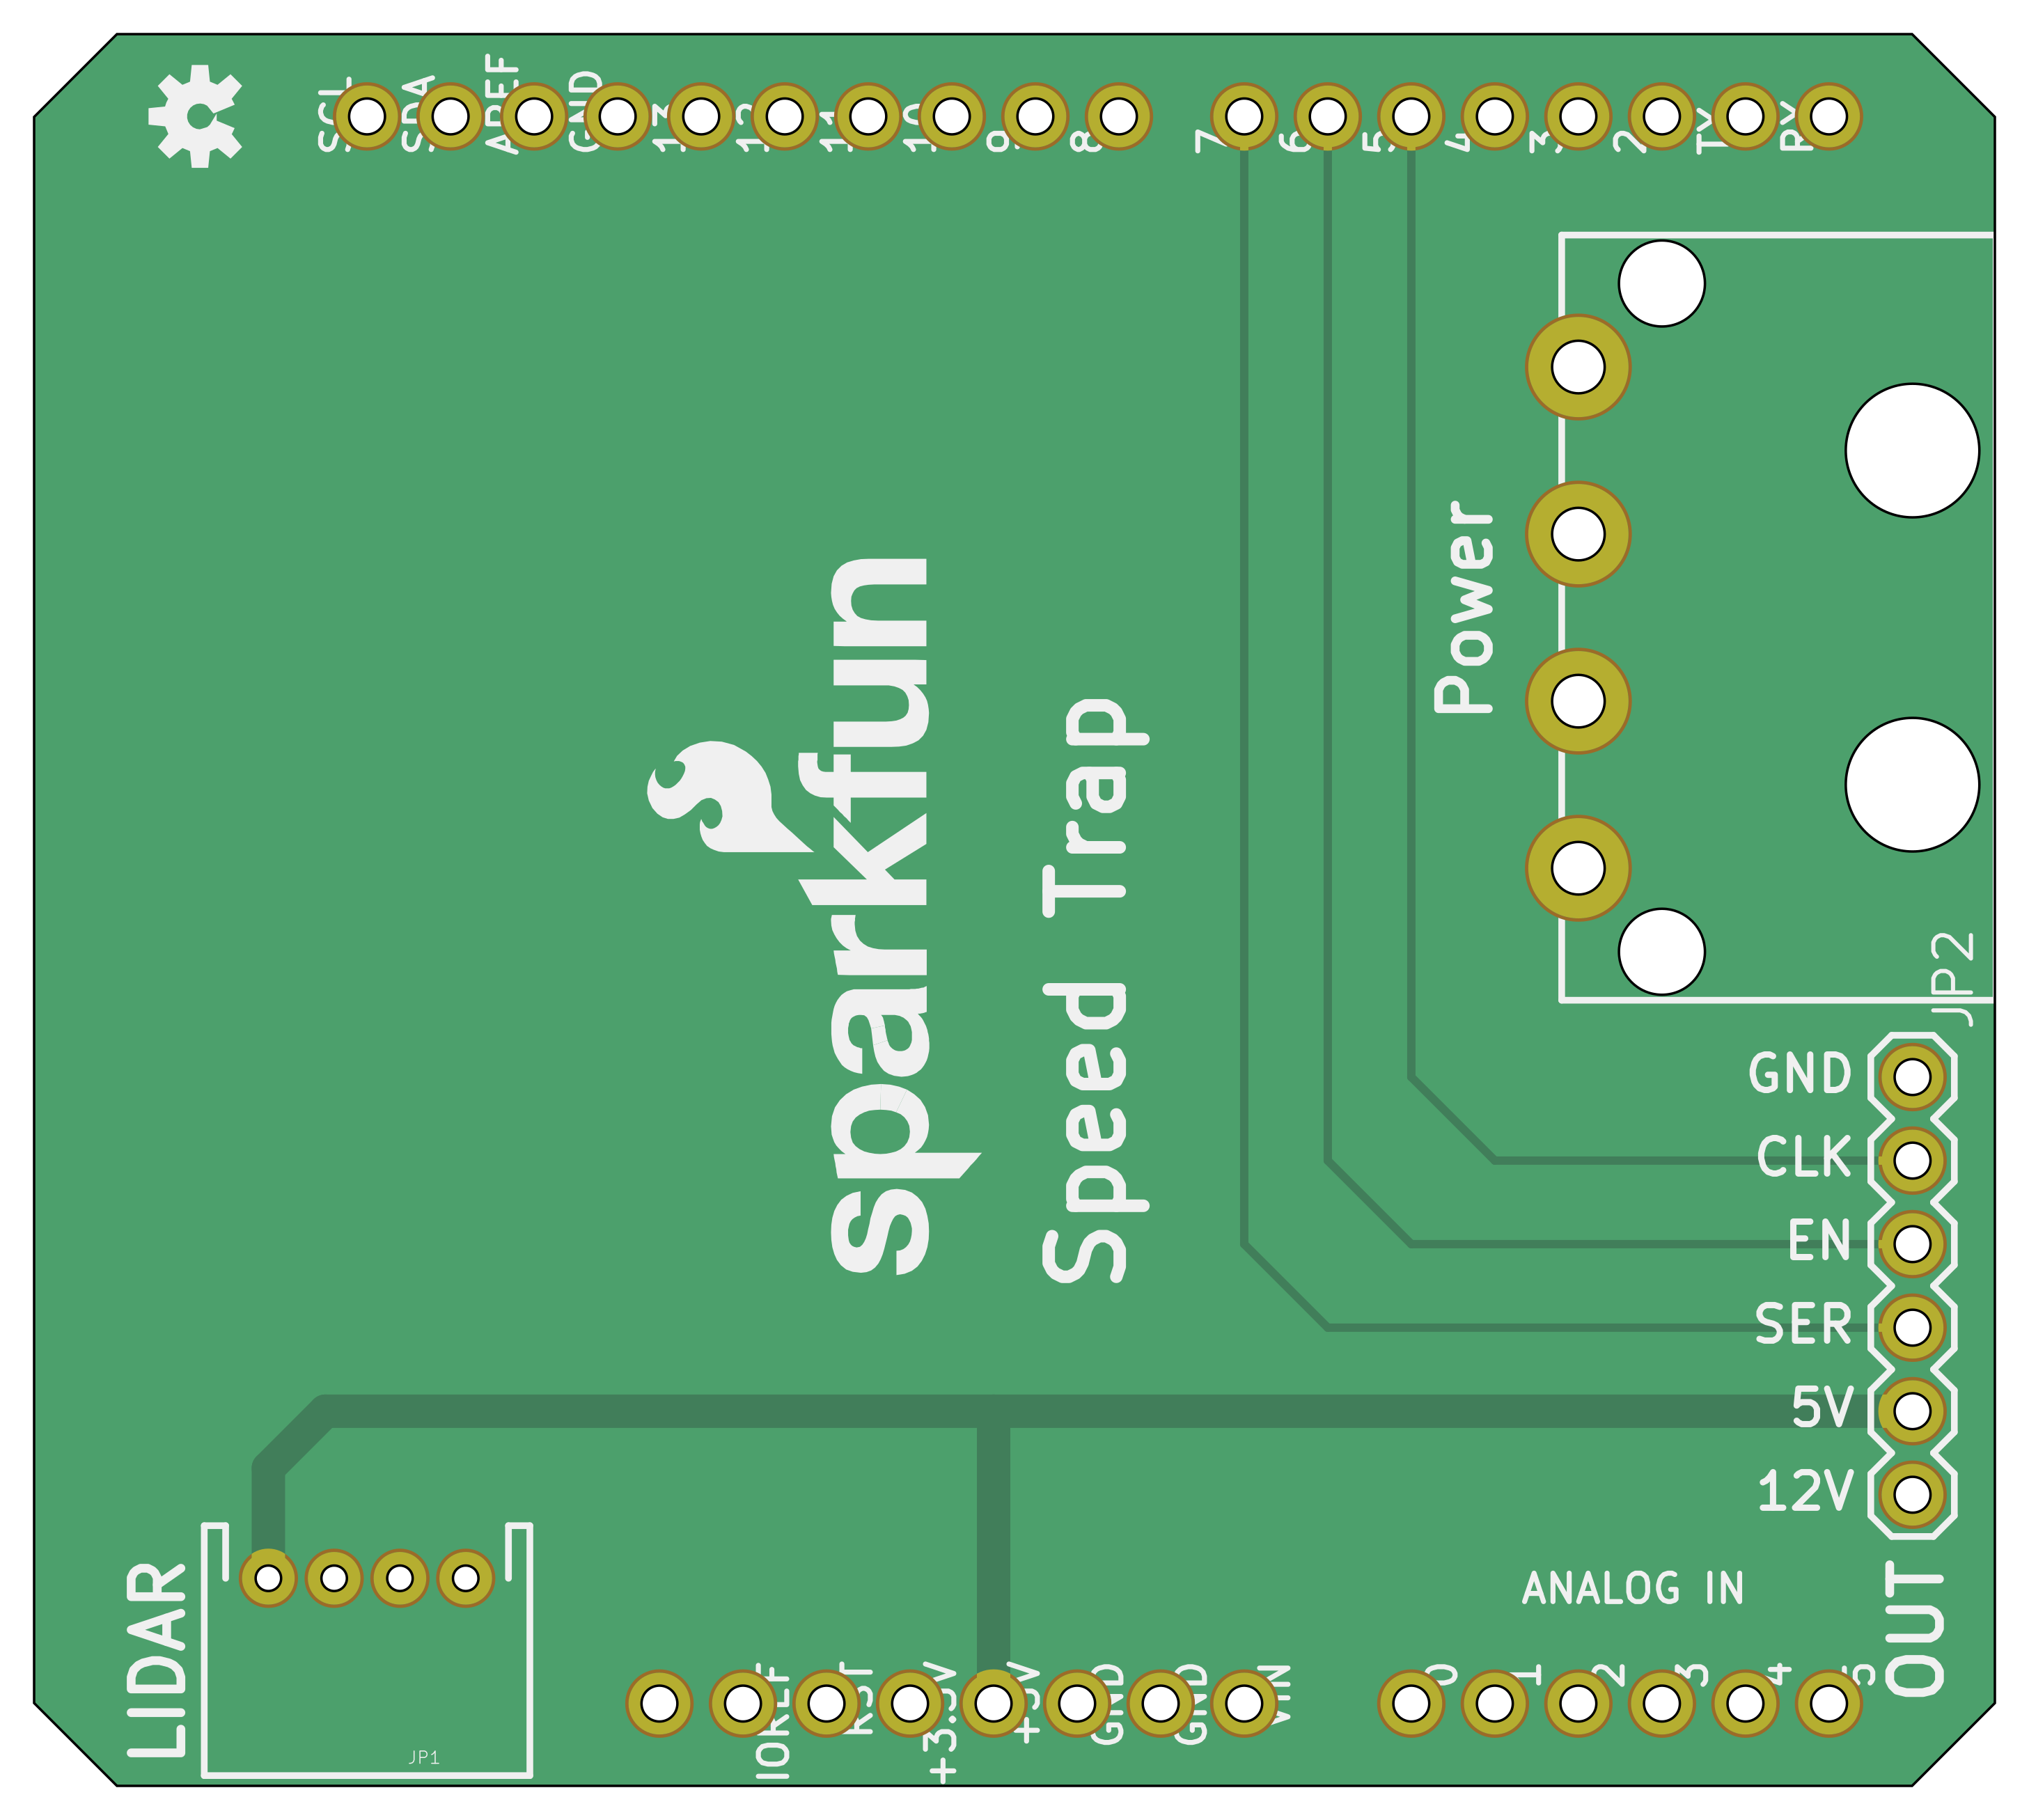 SCL
SDA
AREF
GND
13
12
11
10
9
8
7
6
5
4
3
2
TX
RX
Power
sparkfun
Speed Trap
JP2
GND
CLK
EN
SER
5V
12V
OUT
ANALOG IN
LIDAR
JP1
IOREF
RST
+3.3V
+5V
GND
GND
VIN
0
1
2
3
4
5